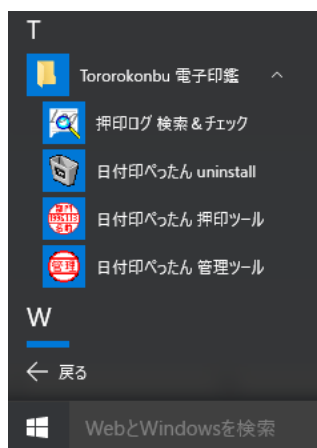 T
Tororokonbu 電子印鑑
押印ログ 検索 & チェック
日付印ぺったん uninstall
日付印ぺったん 押印ツール
管理
日付印ぺったん 管理ツール
W
戻る
WebとWindowsを検索